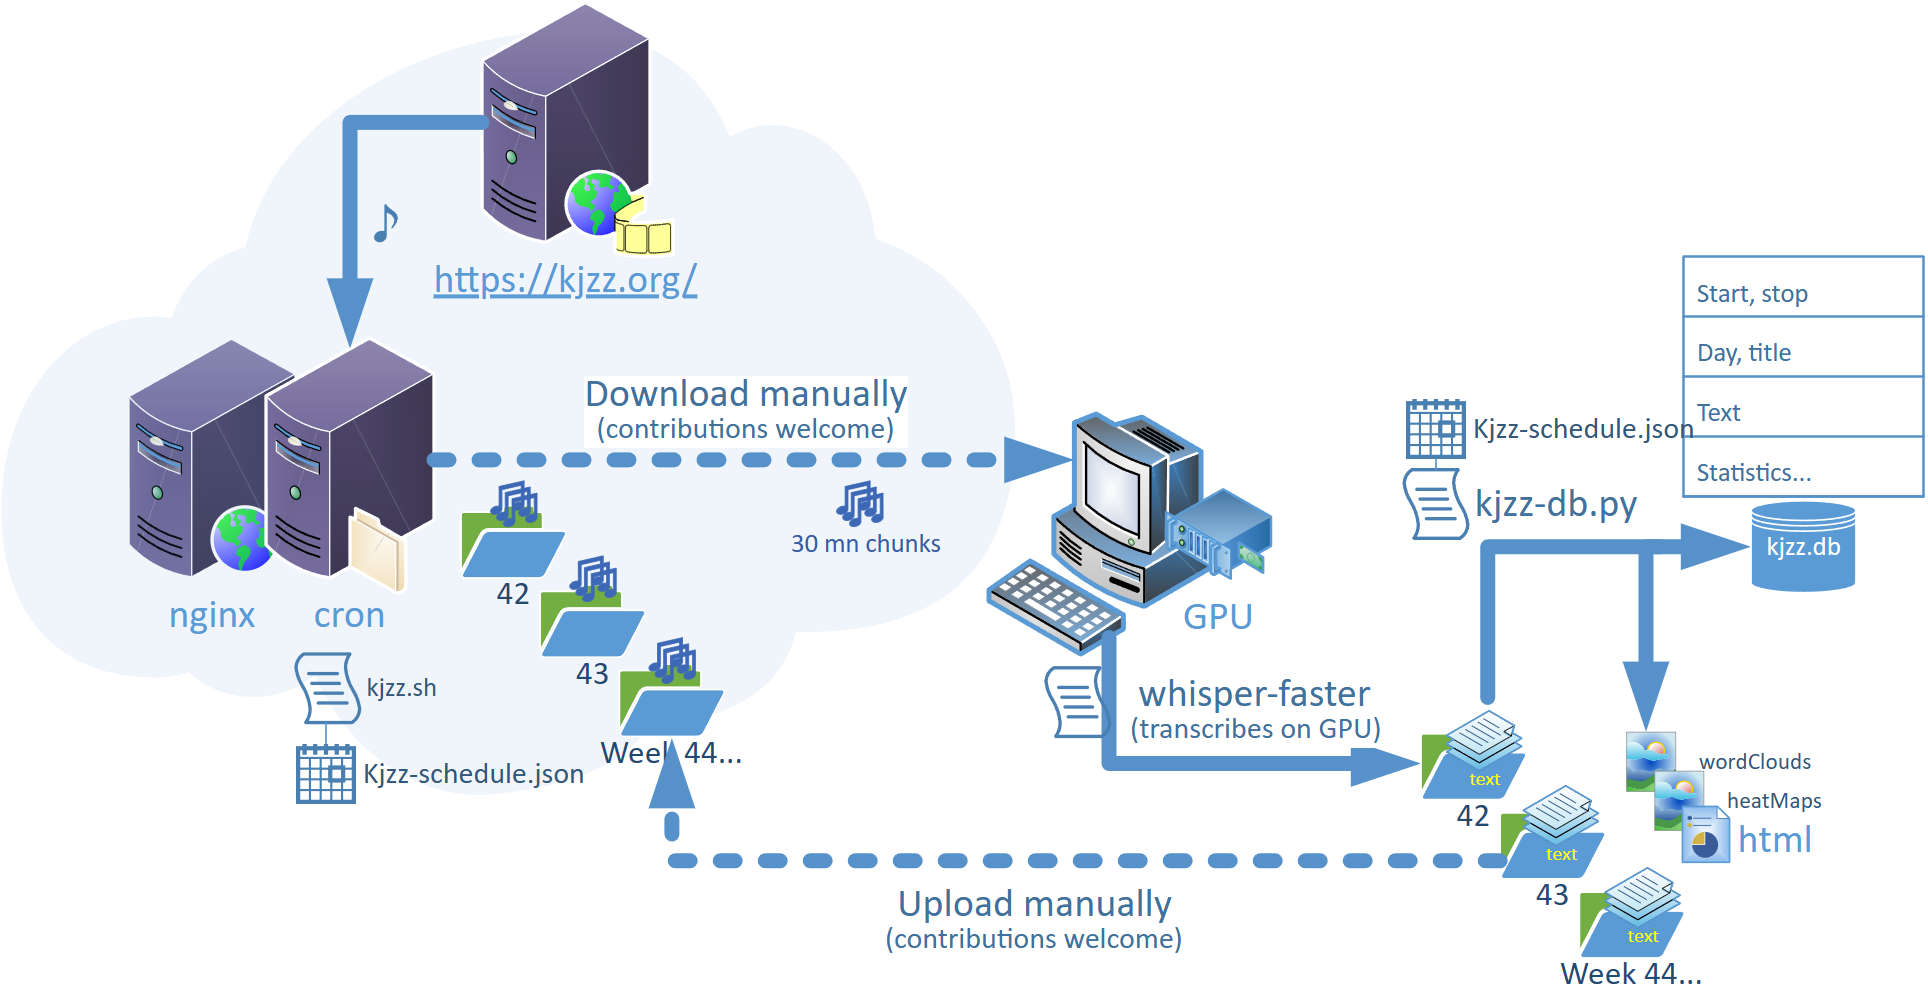 https://kjzz.org/
nginx
cron
kjzz.sh
Kjzz-schedule.json
42
43
Week 44...
Download manually
(contributions welcome)
30 mn chunks
GPU
whisper-faster
(transcribes on GPU)
Kjzz-schedule.json
kjzz-db.py
Start, stop
Day, title
Text
Statistics...
kjzz.db
text
42
text
43
text
Week 44...
wordClouds
heatMaps
html
Upload manually
(contributions welcome)